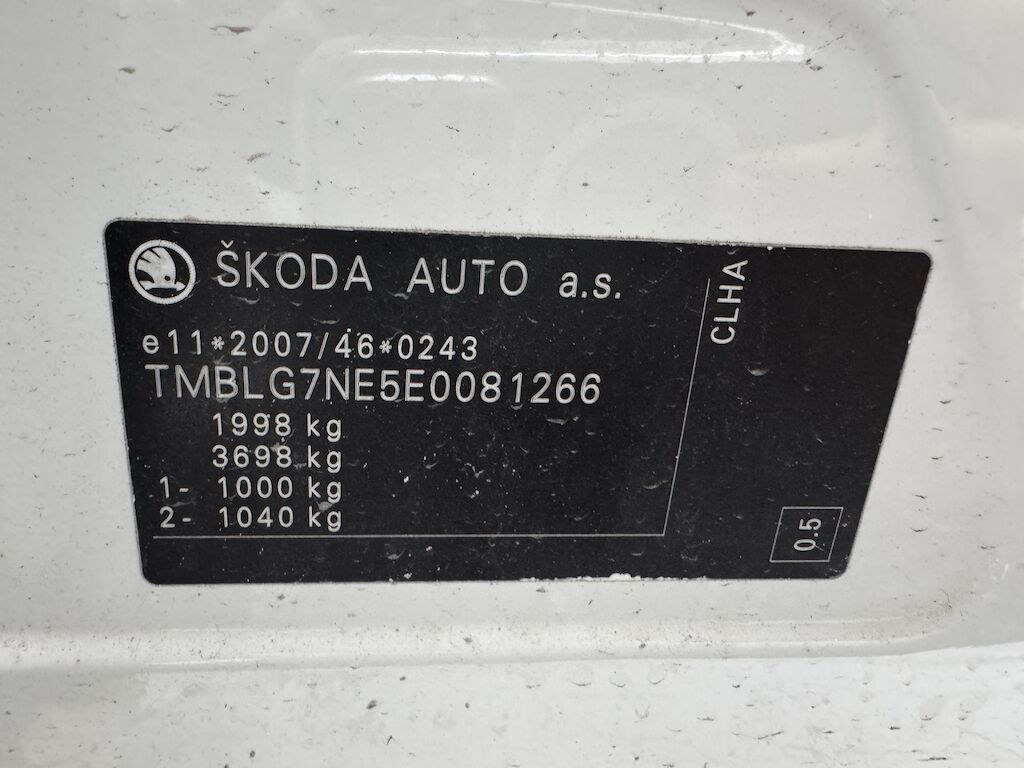 ŠKODA AUTO a.s.
e11*2007/46*0243
TMBLG7NE5E0081266
1998 kg
3698 kg
1- 1000 kg
2- 1040 kg
CLHA
0.5